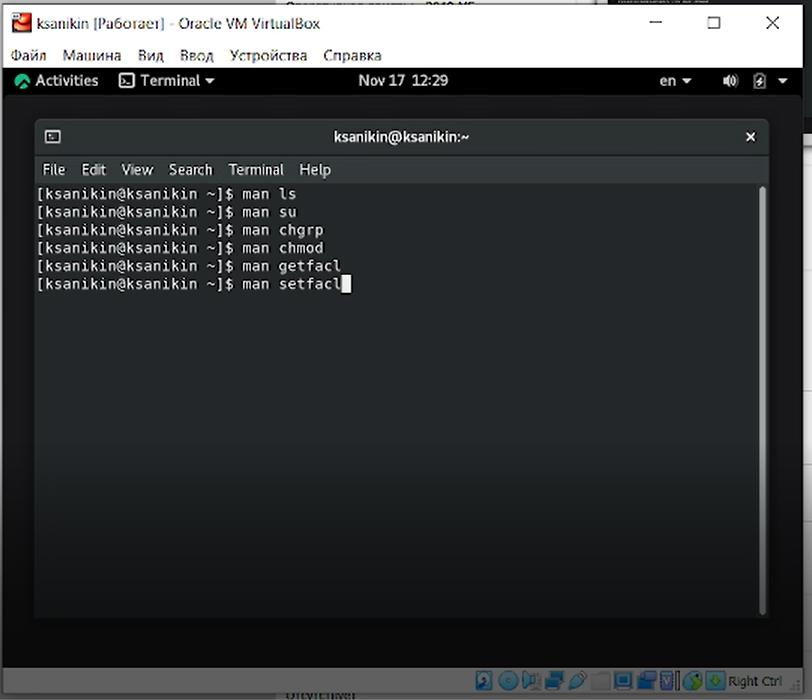 ksanikin [Работает] - Oracle VM VirtualBox
Файл Машина Вид Ввод Устройства Справка
Activities Terminal Nov 17 12:29 en
ksanikin@ksanikin:~
File Edit View Search Terminal Help
[ksanikin@ksanikin ~]$ man ls
[ksanikin@ksanikin ~]$ man su
[ksanikin@ksanikin ~]$ man chgrp
[ksanikin@ksanikin ~]$ man chmod
[ksanikin@ksanikin ~]$ man getfacl
[ksanikin@ksanikin ~]$ man setfacl
Right Ctrl